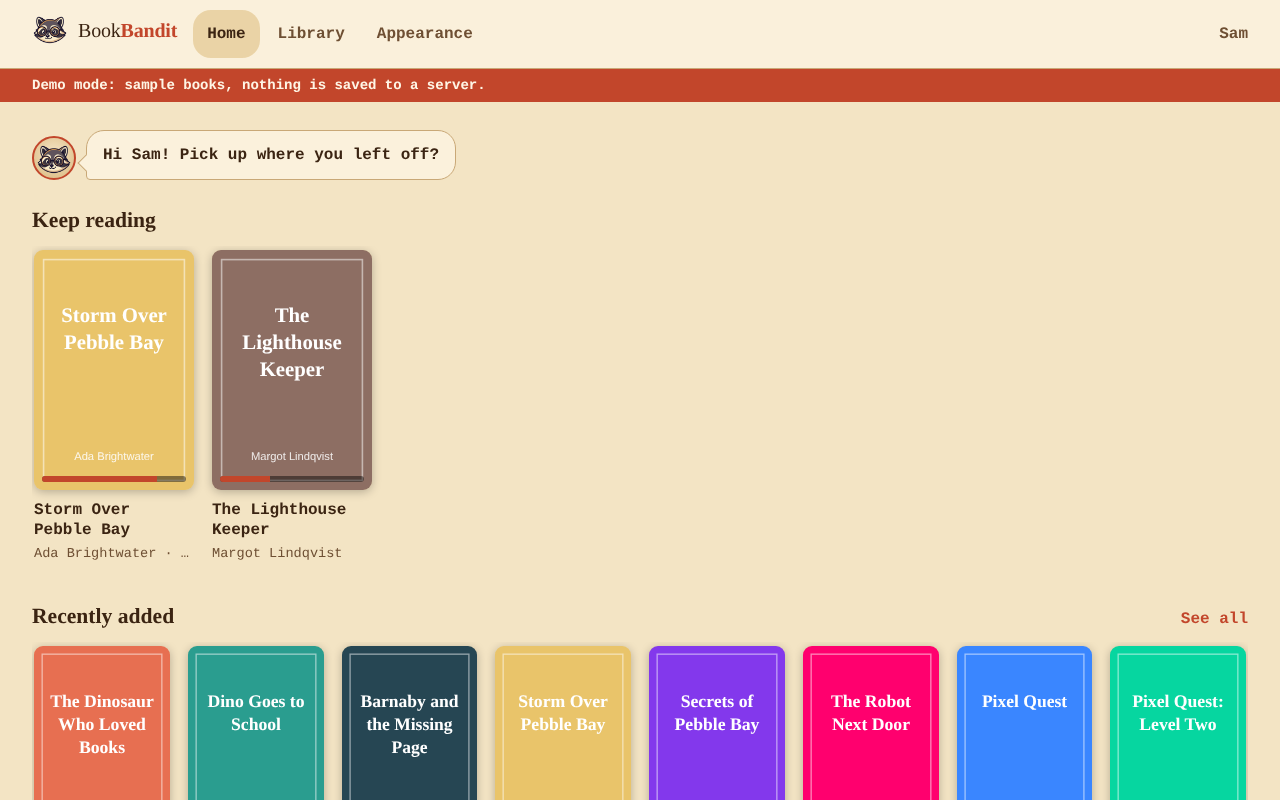 BookBandit
Home
Library
Appearance
Sam
Demo mode: sample books, nothing is saved to a server.
Hi Sam! Pick up where you left off?
Keep reading
Storm Over
Pebble Bay
Ada Brightwater
The
Lighthouse
Keeper
Margot Lindqvist
Storm Over
Pebble Bay
Ada Brightwater · …
The Lighthouse
Keeper
Margot Lindqvist
Recently added
See all
The Dinosaur
Who Loved
Books
Dino Goes to
School
Barnaby and
the Missing
Page
Storm Over
Pebble Bay
Secrets of
Pebble Bay
The Robot
Next Door
Pixel Quest
Pixel Quest:
Level Two